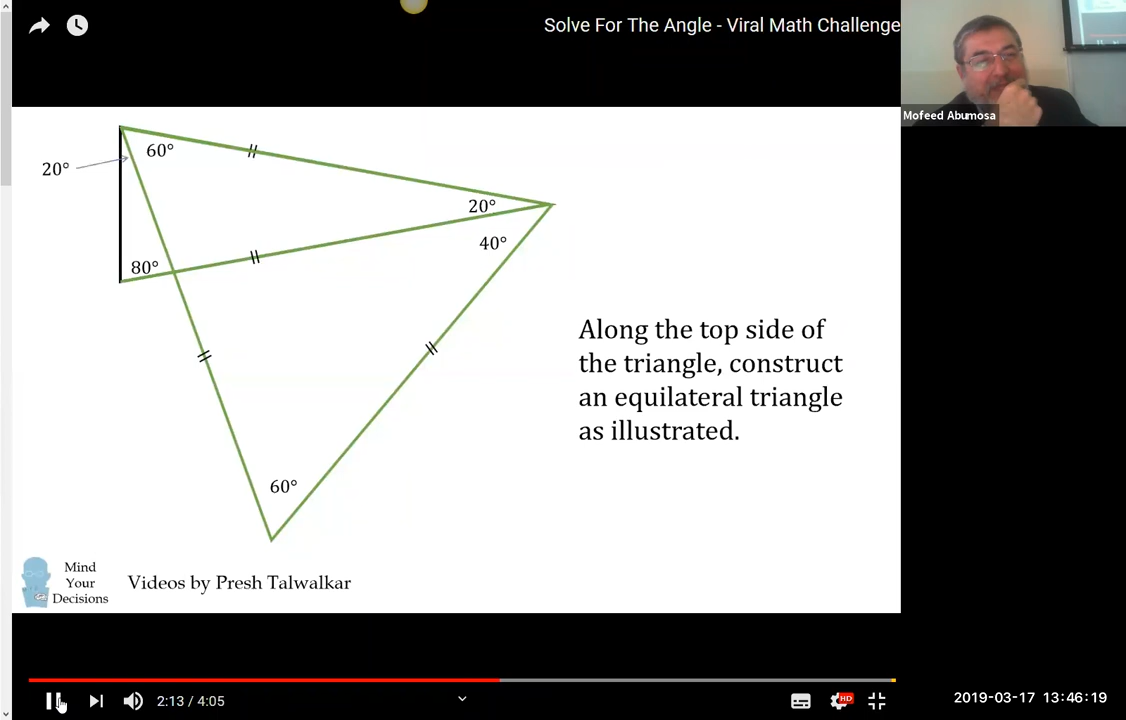 Solve For The Angle - Viral Math Challenge
Mofeed Abumosa
60°
20°
20°
40°
80°
60°
Along the top side of
the triangle, construct
an equilateral triangle
as illustrated.
Mind
Your
Decisions
Videos by Presh Talwalkar
2:13 / 4:05
HD
2019-03-17 13:46:19